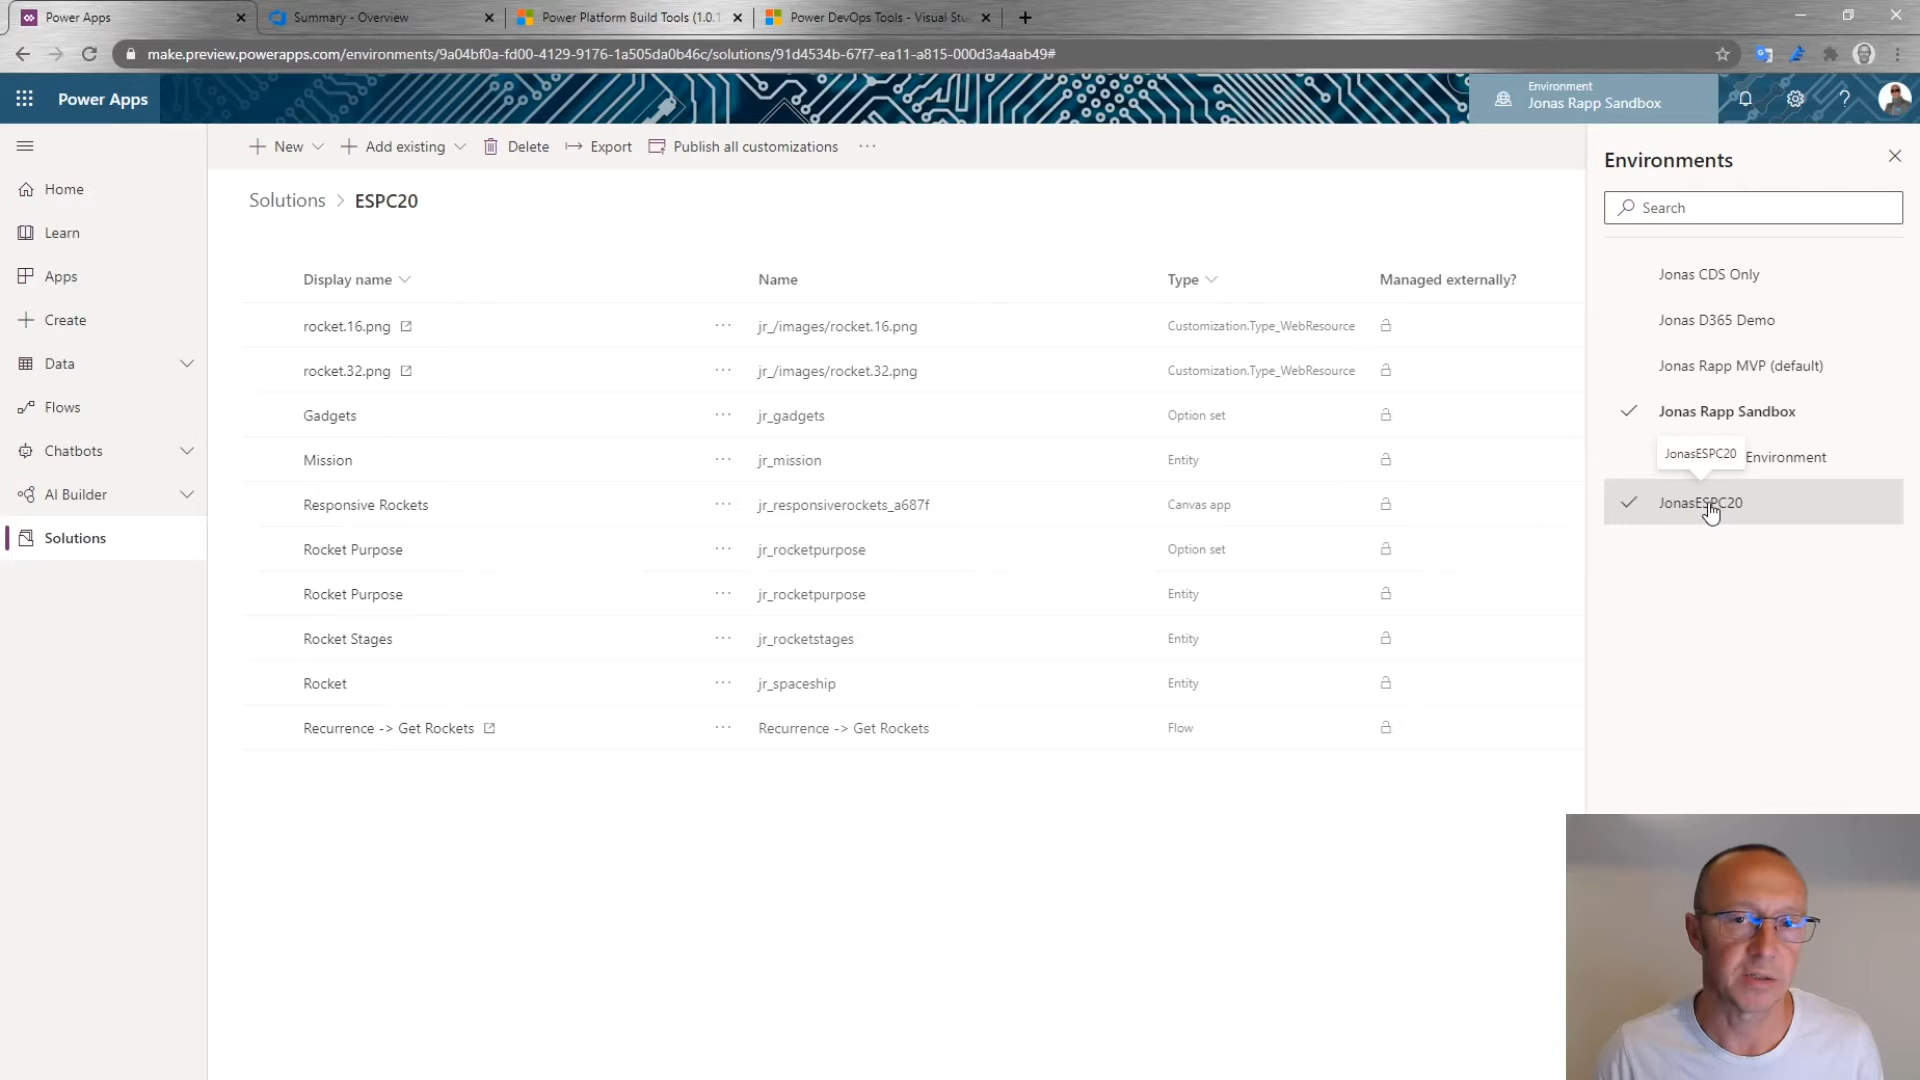 Power Apps
Summary - Overview
Power Platform Build Tools (1.0.1
Power DevOps Tools - Visual Stu
make.preview.powerapps.com/environments/9a04bf0a-fd00-4129-9176-1a505da0b46c/solutions/91d4534b-67f7-ea11-a815-000d3a4aab49#
Power Apps
Environment
Jonas Rapp Sandbox
New
Add existing
Delete
Export
Publish all customizations
Home
Learn
Apps
Create
Data
Flows
Chatbots
AI Builder
Solutions
Solutions > ESPC20
Display name Name Type Managed externally?
rocket.16.png jr_/images/rocket.16.png Customization.Type_WebResource
rocket.32.png jr_/images/rocket.32.png Customization.Type_WebResource
Gadgets jr_gadgets Option set
Mission jr_mission Entity
Responsive Rockets jr_responsiverockets_a687f Canvas app
Rocket Purpose jr_rocketpurpose Option set
Rocket Purpose jr_rocketpurpose Entity
Rocket Stages jr_rocketstages Entity
Rocket jr_spaceship Entity
Recurrence -> Get Rockets Recurrence -> Get Rockets Flow
Environments
Search
Jonas CDS Only
Jonas D365 Demo
Jonas Rapp MVP (default)
Jonas Rapp Sandbox
JonasESPC20
Environment
JonasESPC20